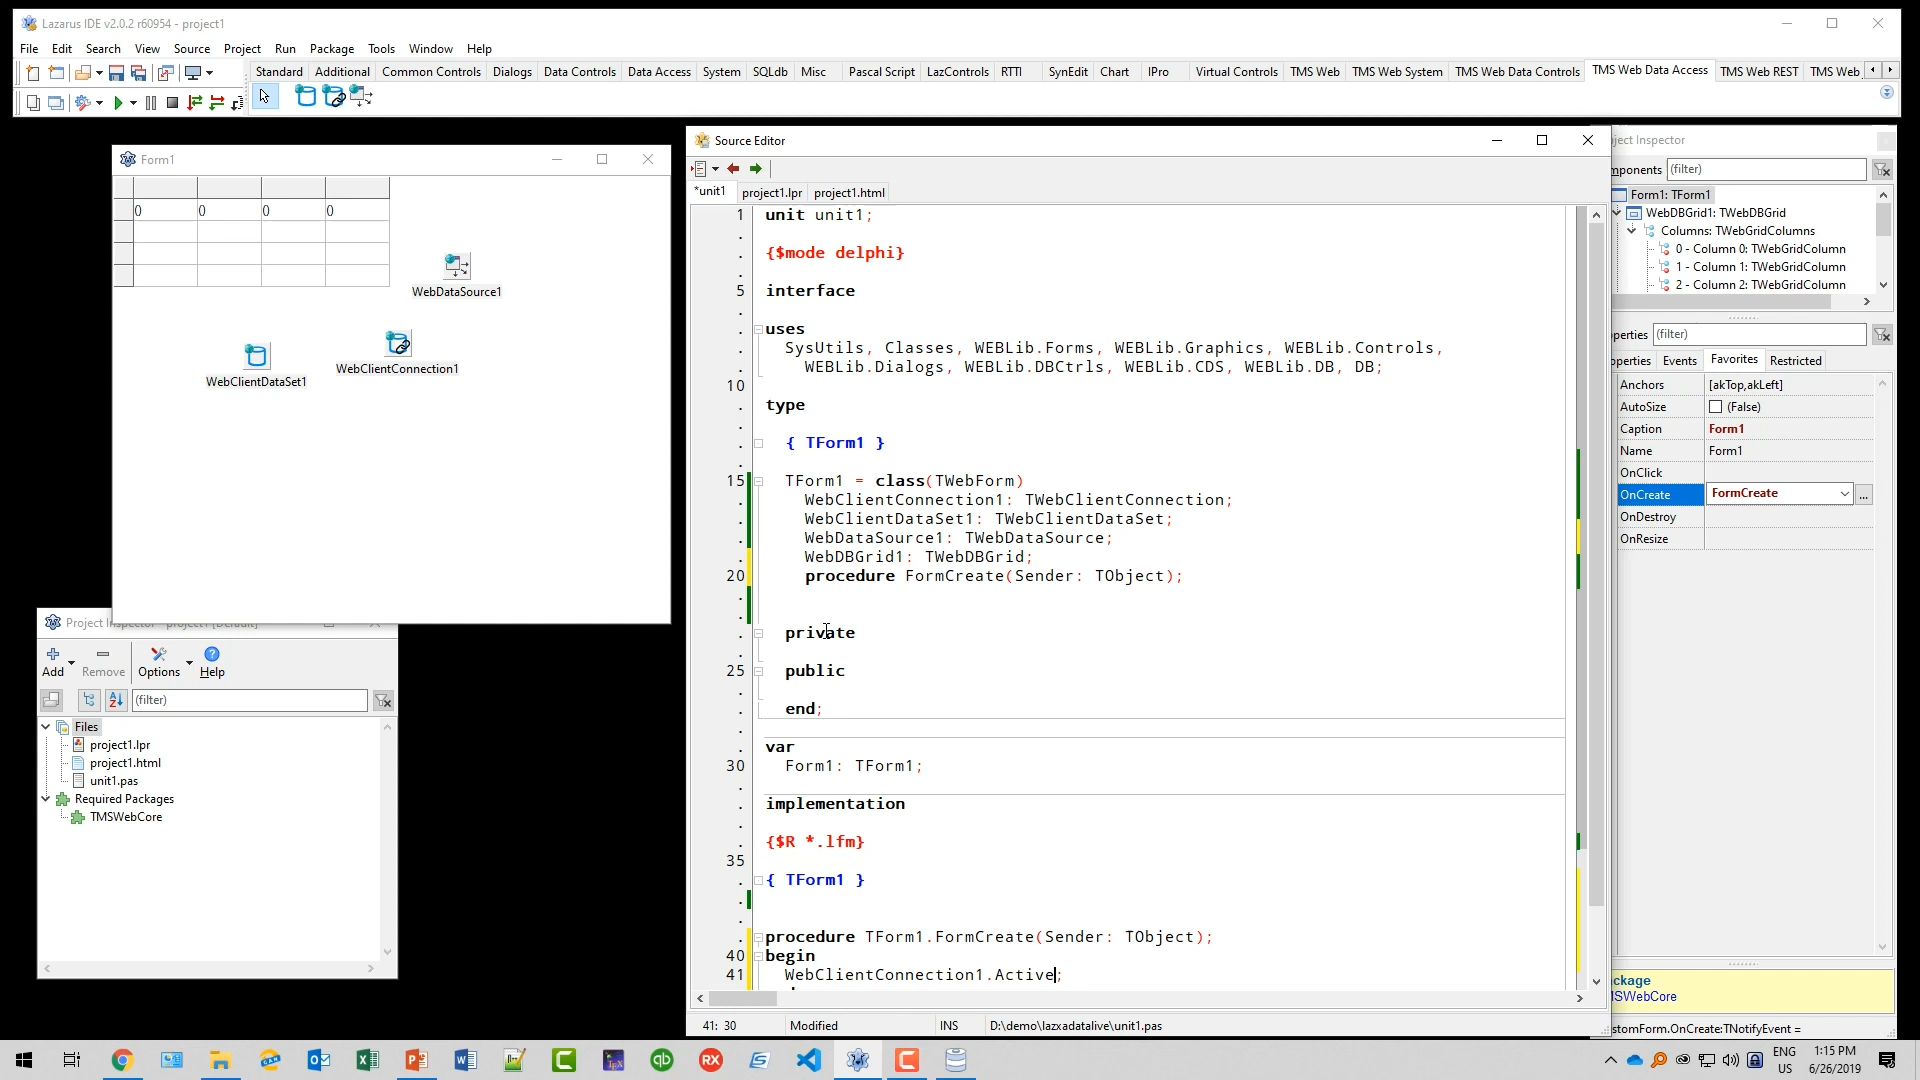 Lazarus IDE v2.0.2 r60954 - project1
File Edit Search View Source Project Run Package Tools Window Help
Standard Additional Common Controls Dialogs Data Controls Data Access System SQLdb Misc Pascal Script LazControls RTTI SynEdit Chart IPro Virtual Controls TMS Web TMS Web System TMS Web Data Controls TMS Web Data Access TMS Web REST TMS Web
Form1
0 0 0 0
WebDataSource1
WebClientConnection1
WebClientDataSet1
Source Editor
*unit1 project1.lpr project1.html
1 unit unit1;
{$mode delphi}
5 interface
uses
SysUtils, Classes, WEBLib.Forms, WEBLib.Graphics, WEBLib.Controls,
WEBLib.Dialogs, WEBLib.DBCtrls, WEBLib.CDS, WEBLib.DB, DB;
10
type
{ TForm1 }
15 TForm1 = class(TWebForm)
WebClientConnection1: TWebClientConnection;
WebClientDataSet1: TWebClientDataSet;
WebDataSource1: TWebDataSource;
WebDBGrid1: TWebDBGrid;
20 procedure FormCreate(Sender: TObject);
private
25 public
end;
var
30 Form1: TForm1;
implementation
{$R *.lfm}
35
{ TForm1 }
procedure TForm1.FormCreate(Sender: TObject);
40 begin
41 WebClientConnection1.Active;
41: 30 Modified INS D:\demo\lazxadatalive\unit1.pas
ject Inspector
mponents (filter)
Form1: TForm1
WebDBGrid1: TWebDBGrid
Columns: TWebGridColumns
0 - Column 0: TWebGridColumn
1 - Column 1: TWebGridColumn
2 - Column 2: TWebGridColumn
perties (filter)
operties Events Favorites Restricted
Anchors [akTop,akLeft]
AutoSize (False)
Caption Form1
Name Form1
OnClick
OnCreate FormCreate ...
OnDestroy
OnResize
ckage
MSWebCore
stomForm.OnCreate:TNotifyEvent =
Project Inspector - project1 [Default]
Add Remove Options Help
(filter)
Files
project1.lpr
project1.html
unit1.pas
Required Packages
TMSWebCore
ENG
US
1:15 PM
6/26/2019